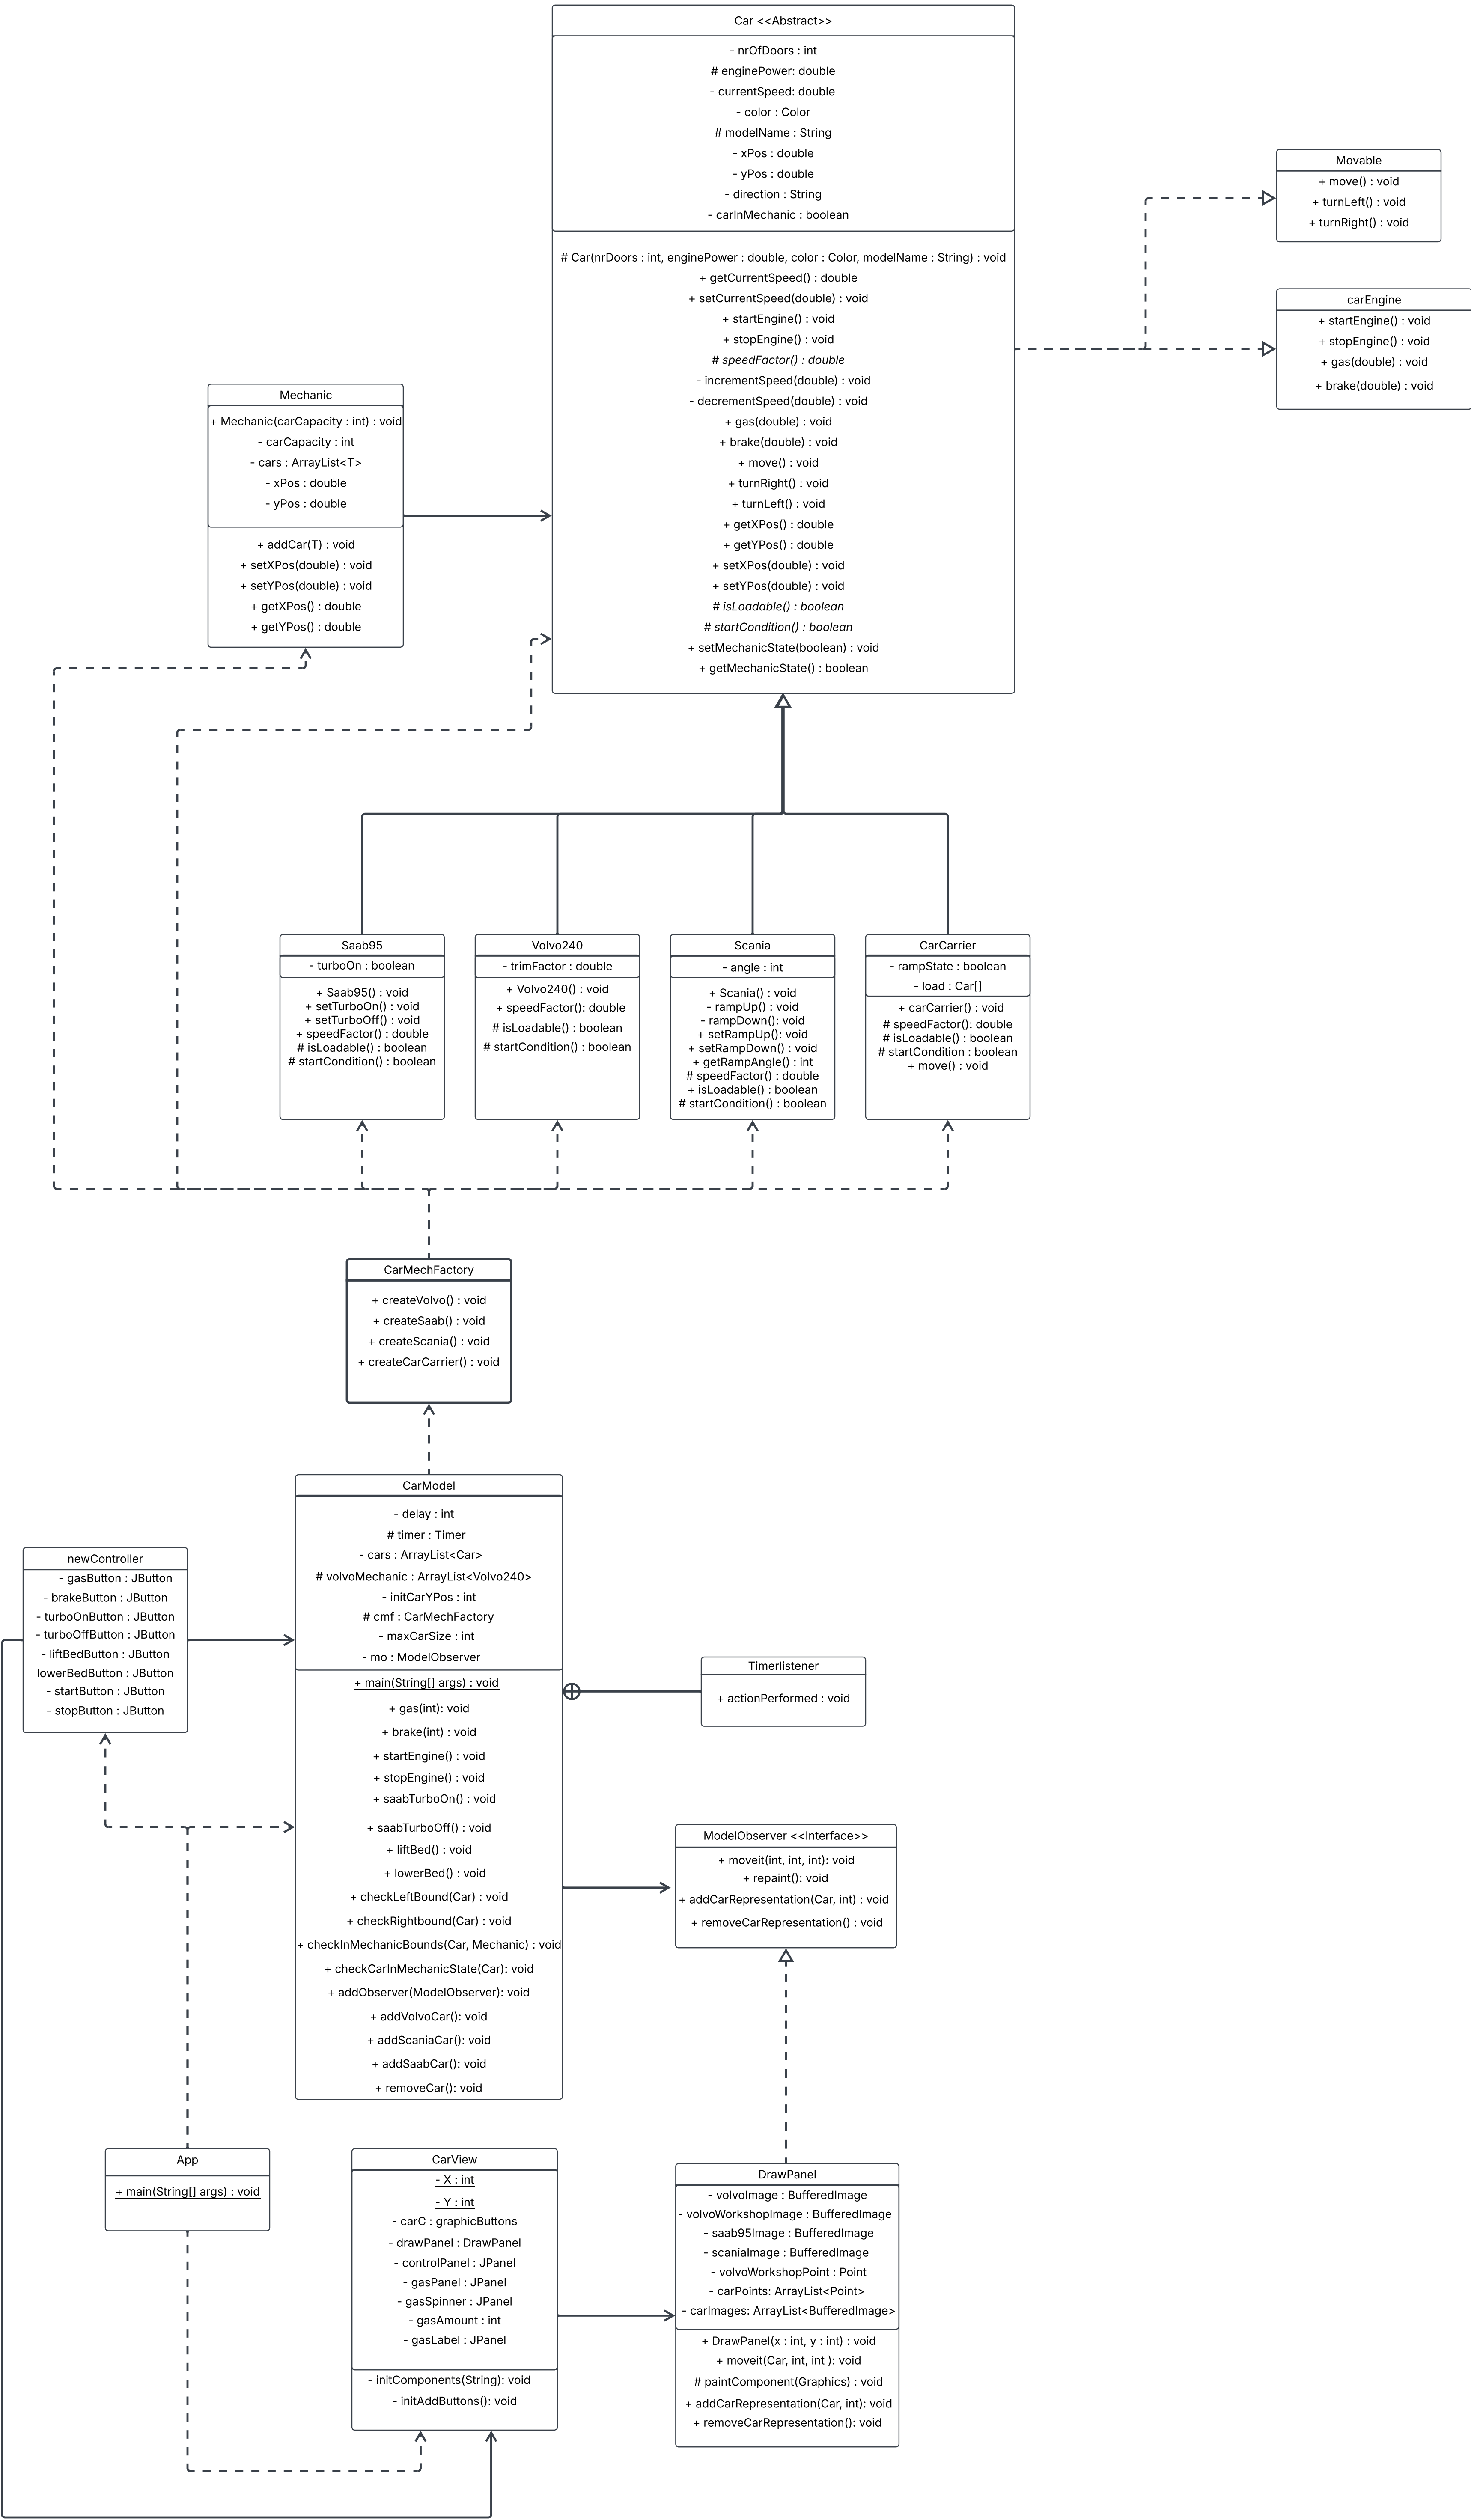 Car <<Abstract>>
- nrOfDoors : int
# enginePower: double
- currentSpeed: double
- color : Color
# modelName : String
- xPos : double
- yPos : double
- direction : String
- carInMechanic : boolean
# Car(nrDoors : int, enginePower : double, color : Color, modelName : String) : void
+ getCurrentSpeed() : double
+ setCurrentSpeed(double) : void
+ startEngine() : void
+ stopEngine() : void
# speedFactor() : double
- incrementSpeed(double) : void
- decrementSpeed(double) : void
+ gas(double) : void
+ brake(double) : void
+ move() : void
+ turnRight() : void
+ turnLeft() : void
+ getXPos() : double
+ getYPos() : double
+ setXPos(double) : void
+ setYPos(double) : void
# isLoadable() : boolean
# startCondition() : boolean
+ setMechanicState(boolean) : void
+ getMechanicState() : boolean
Movable
+ move() : void
+ turnLeft() : void
+ turnRight() : void
carEngine
+ startEngine() : void
+ stopEngine() : void
+ gas(double) : void
+ brake(double) : void
Mechanic
+ Mechanic(carCapacity : int) : void
- carCapacity : int
- cars : ArrayList<T>
- xPos : double
- yPos : double
+ addCar(T) : void
+ setXPos(double) : void
+ setYPos(double) : void
+ getXPos() : double
+ getYPos() : double
Saab95
- turboOn : boolean
+ Saab95() : void
+ setTurboOn() : void
+ setTurboOff() : void
+ speedFactor() : double
# isLoadable() : boolean
# startCondition() : boolean
Volvo240
- trimFactor : double
+ Volvo240() : void
+ speedFactor(): double
# isLoadable() : boolean
# startCondition() : boolean
Scania
- angle : int
+ Scania() : void
- rampUp() : void
- rampDown(): void
+ setRampUp(): void
+ setRampDown() : void
+ getRampAngle() : int
# speedFactor() : double
+ isLoadable() : boolean
# startCondition() : boolean
CarCarrier
- rampState : boolean
- load : Car[]
+ carCarrier() : void
# speedFactor(): double
# isLoadable() : boolean
# startCondition : boolean
+ move() : void
CarMechFactory
+ createVolvo() : void
+ createSaab() : void
+ createScania() : void
+ createCarCarrier() : void
CarModel
- delay : int
# timer : Timer
- cars : ArrayList<Car>
# volvoMechanic : ArrayList<Volvo240>
- initCarYPos : int
# cmf : CarMechFactory
- maxCarSize : int
- mo : ModelObserver
+ main(String[] args) : void
+ gas(int): void
+ brake(int) : void
+ startEngine() : void
+ stopEngine() : void
+ saabTurboOn() : void
+ saabTurboOff() : void
+ liftBed() : void
+ lowerBed() : void
+ checkLeftBound(Car) : void
+ checkRightbound(Car) : void
+ checkInMechanicBounds(Car, Mechanic) : void
+ checkCarInMechanicState(Car): void
+ addObserver(ModelObserver): void
+ addVolvoCar(): void
+ addScaniaCar(): void
+ addSaabCar(): void
+ removeCar(): void
newController
- gasButton : JButton
- brakeButton : JButton
- turboOnButton : JButton
- turboOffButton : JButton
- liftBedButton : JButton
lowerBedButton : JButton
- startButton : JButton
- stopButton : JButton
Timerlistener
+ actionPerformed : void
ModelObserver <<Interface>>
+ moveit(int, int, int): void
+ repaint(): void
+ addCarRepresentation(Car, int) : void
+ removeCarRepresentation() : void
App
+ main(String[] args) : void
CarView
- X : int
- Y : int
- carC : graphicButtons
- drawPanel : DrawPanel
- controlPanel : JPanel
- gasPanel : JPanel
- gasSpinner : JPanel
- gasAmount : int
- gasLabel : JPanel
- initComponents(String): void
- initAddButtons(): void
DrawPanel
- volvoImage : BufferedImage
- volvoWorkshopImage : BufferedImage
- saab95Image : BufferedImage
- scaniaImage : BufferedImage
- volvoWorkshopPoint : Point
- carPoints: ArrayList<Point>
- carImages: ArrayList<BufferedImage>
+ DrawPanel(x : int, y : int) : void
+ moveit(Car, int, int ): void
# paintComponent(Graphics) : void
+ addCarRepresentation(Car, int): void
+ removeCarRepresentation(): void